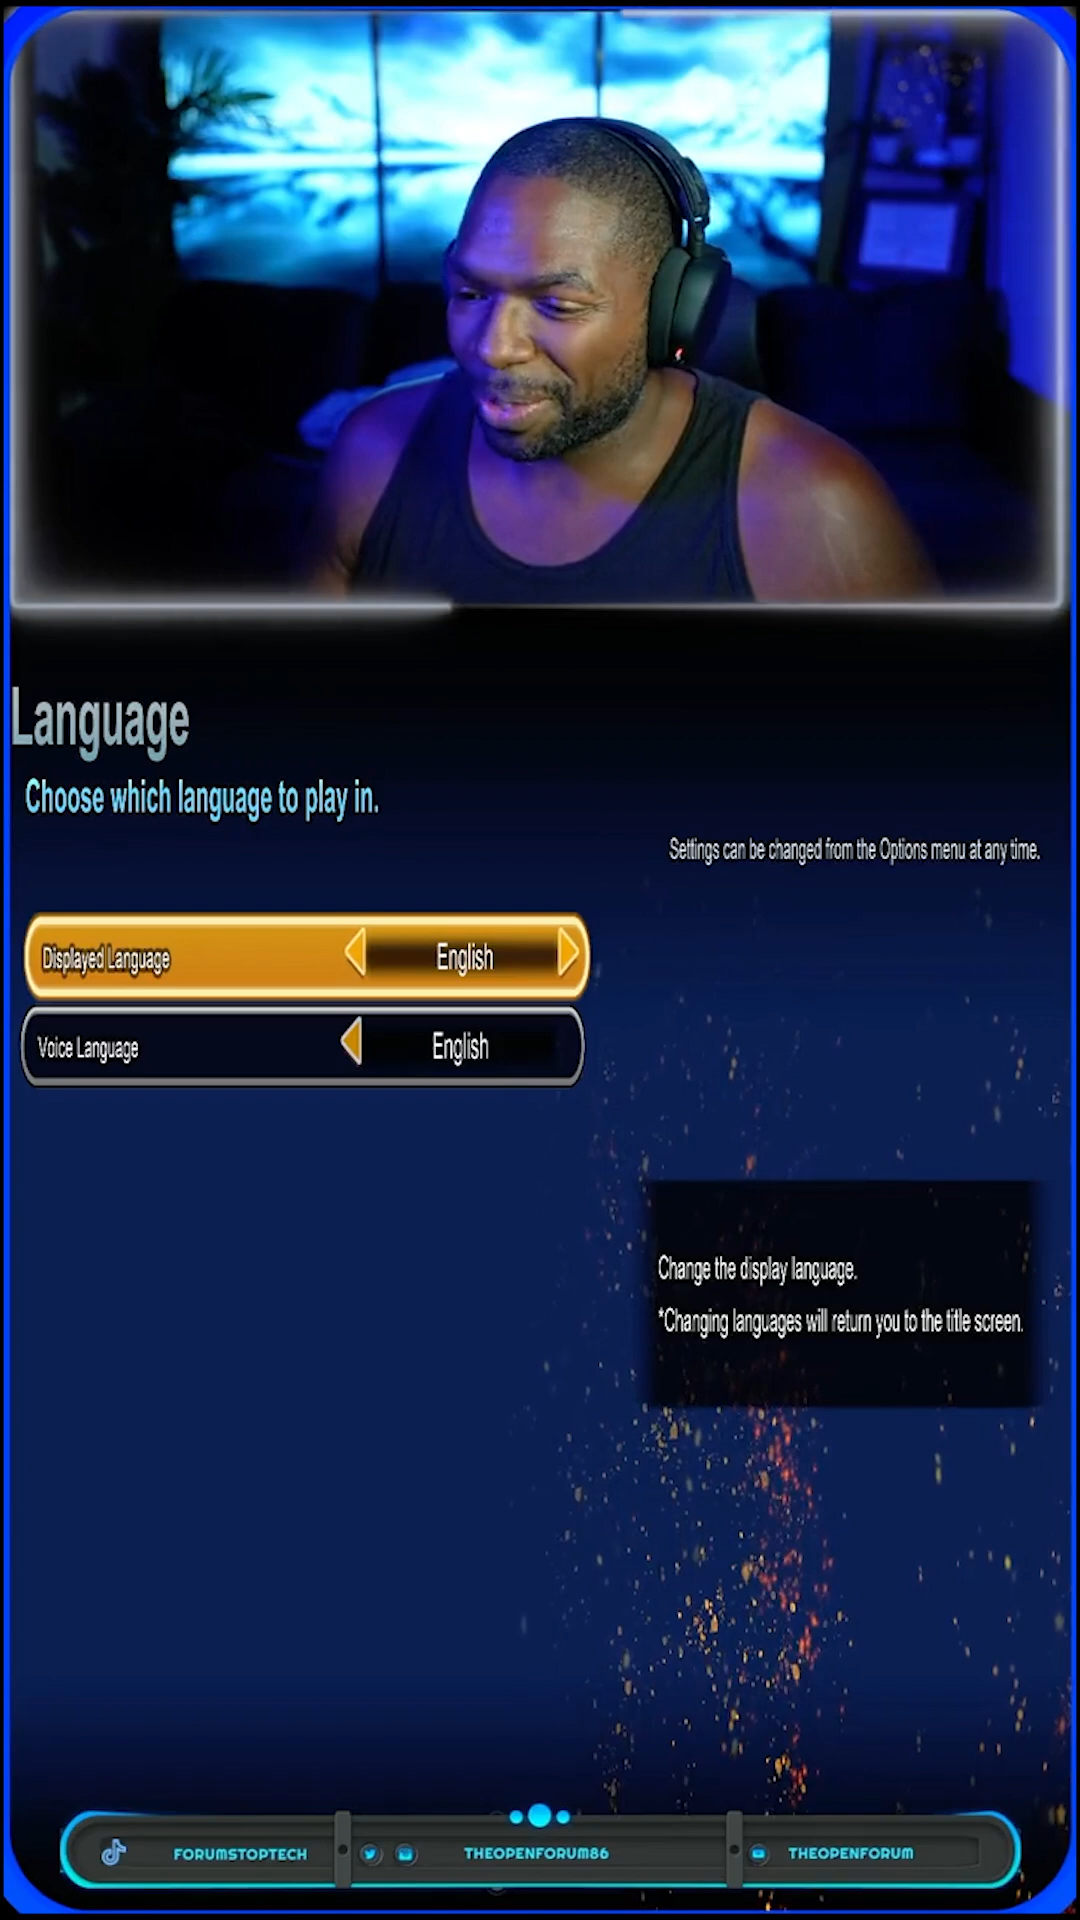 Language
Choose which language to play in.
Settings can be changed from the Options menu at any time.
Displayed Language English
Voice Language English
Change the display language.
*Changing languages will return you to the title screen.
FORUMSTOPTECH THEOPENFORUM86 THEOPENFORUM